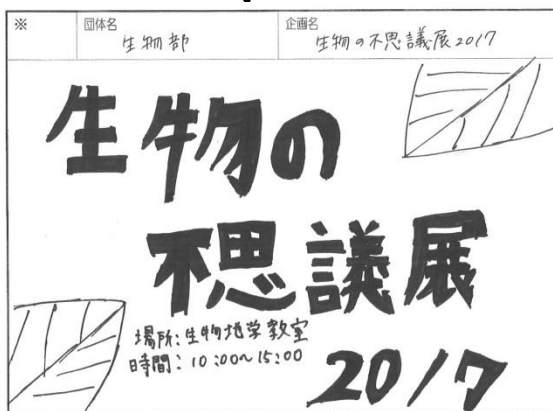 ※ 団体名 企画名
生物部 生物の不思議展2017
生物の
不思議展
場所:生物地学教室
時間:10:00〜15:00
2017